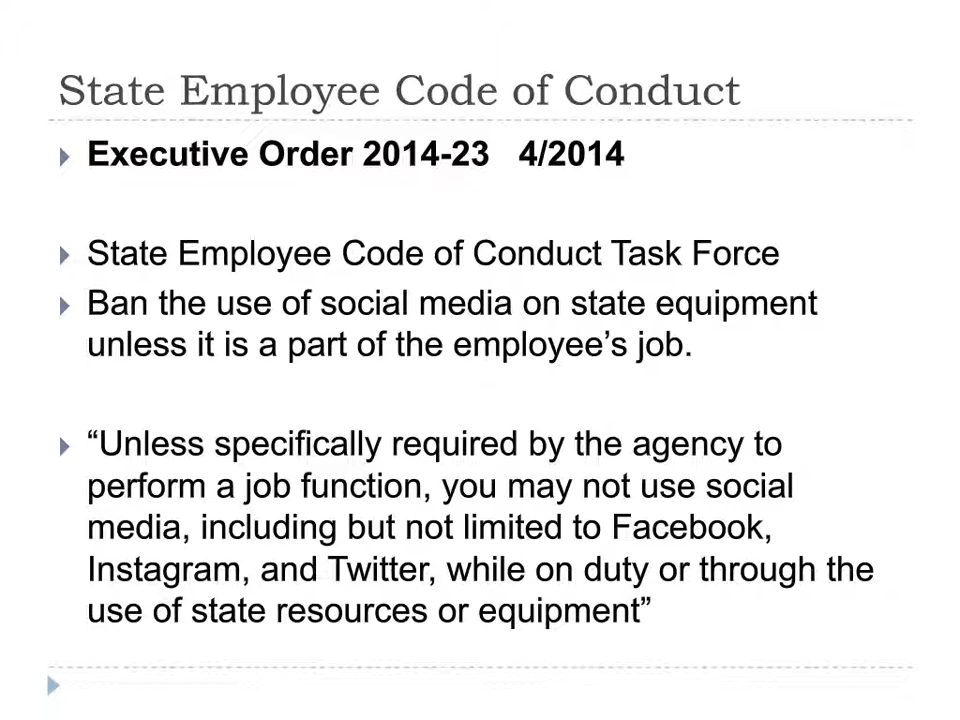 State Employee Code of Conduct
Executive Order 2014-23 4/2014
State Employee Code of Conduct Task Force
Ban the use of social media on state equipment
unless it is a part of the employee’s job.
“Unless specifically required by the agency to
perform a job function, you may not use social
media, including but not limited to Facebook,
Instagram, and Twitter, while on duty or through the
use of state resources or equipment”